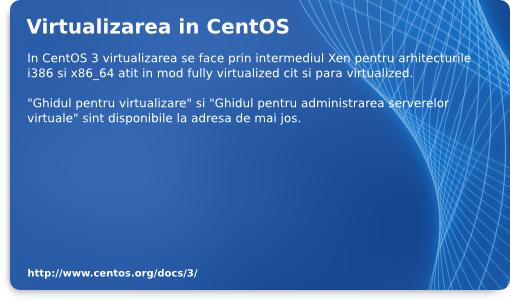 Virtualizarea in CentOS
In CentOS 3 virtualizarea se face prin intermediul Xen pentru arhitecturile
i386 si x86_64 atit in mod fully virtualized cit si para virtualized.
"Ghidul pentru virtualizare" si "Ghidul pentru administrarea serverelor
virtuale" sint disponibile la adresa de mai jos.
http://www.centos.org/docs/3/